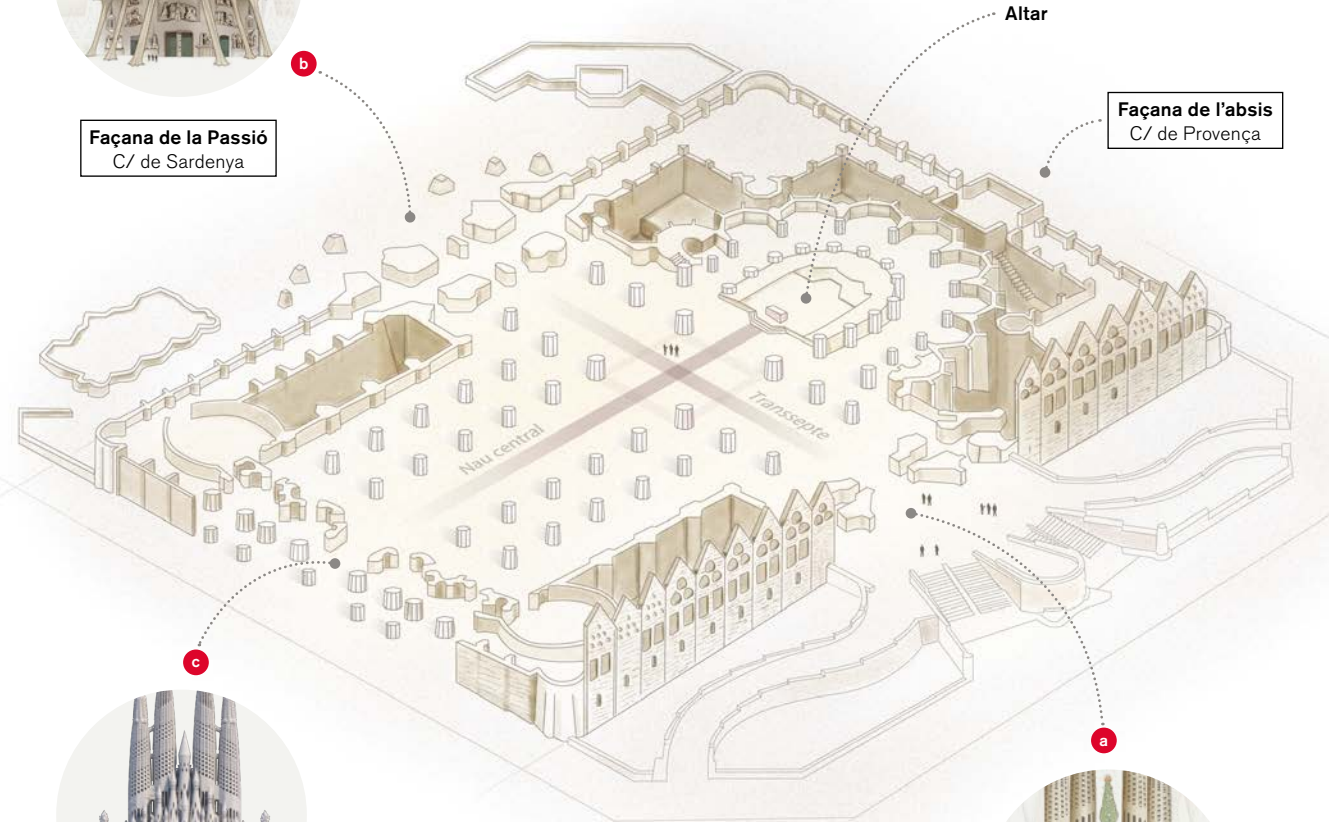 Altar
b
Façana de la Passió
C/ de Sardenya
Façana de l'absis
C/ de Provença
Transsepte
Nau central
c
a